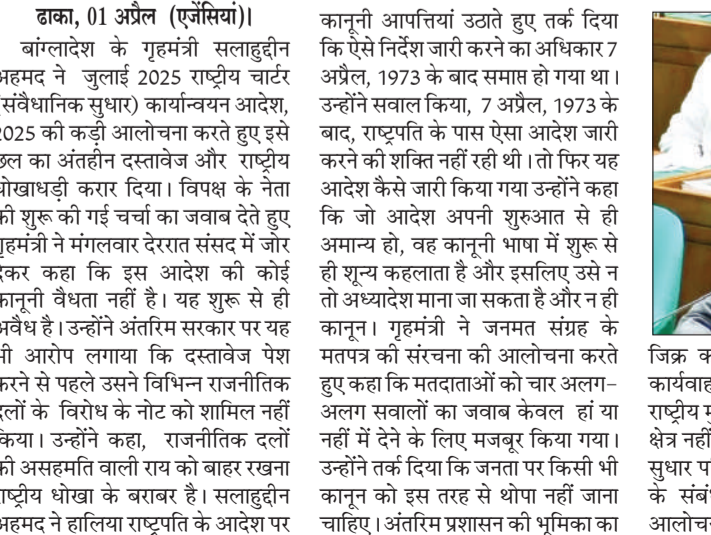 ढाका, 01 अप्रैल (एजेंसियां)।
बांग्लादेश के गृहमंत्री सलाहुद्दीन
अहमद ने जुलाई 2025 राष्ट्रीय चार्टर
(संवैधानिक सुधार) कार्यान्वयन आदेश,
2025 की कड़ी आलोचना करते हुए इसे
छल का अंतहीन दस्तावेज और राष्ट्रीय
धोखाधड़ी करार दिया। विपक्ष के नेता
की शुरू की गई चर्चा का जवाब देते हुए
गृहमंत्री ने मंगलवार देररात संसद में जोर
देकर कहा कि इस आदेश की कोई
कानूनी वैधता नहीं है। यह शुरू से ही
अवैध है। उन्होंने अंतरिम सरकार पर यह
भी आरोप लगाया कि दस्तावेज पेश
करने से पहले उसने विभिन्न राजनीतिक
दलों के विरोध के नोट को शामिल नहीं
किया। उन्होंने कहा, राजनीतिक दलों
की असहमति वाली राय को बाहर रखना
राष्ट्रीय धोखा के बराबर है। सलाहुद्दीन
अहमद ने हालिया राष्ट्रपति के आदेश पर
कानूनी आपत्तियां उठाते हुए तर्क दिया
कि ऐसे निर्देश जारी करने का अधिकार 7
अप्रैल, 1973 के बाद समाप्त हो गया था।
उन्होंने सवाल किया, 7 अप्रैल, 1973 के
बाद, राष्ट्रपति के पास ऐसा आदेश जारी
करने की शक्ति नहीं रही थी। तो फिर यह
आदेश कैसे जारी किया गया उन्होंने कहा
कि जो आदेश अपनी शुरुआत से ही
अमान्य हो, वह कानूनी भाषा में शुरू से
ही शून्य कहलाता है और इसलिए उसे न
तो अध्यादेश माना जा सकता है और न ही
कानून। गृहमंत्री ने जनमत संग्रह के
मतपत्र की संरचना की आलोचना करते
हुए कहा कि मतदाताओं को चार अलग-
अलग सवालों का जवाब केवल हां या
नहीं में देने के लिए मजबूर किया गया।
उन्होंने तर्क दिया कि जनता पर किसी भी
कानून को इस तरह से थोपा नहीं जाना
चाहिए। अंतरिम प्रशासन की भूमिका का
जिक्र
कार्यवाह
राष्ट्रीय
क्षेत्र नहीं
सुधार
के
आलोच